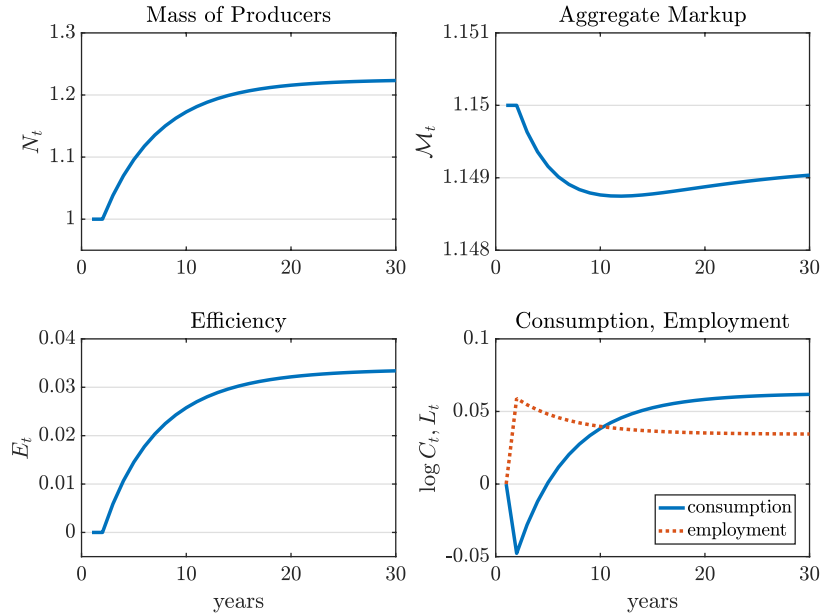 Mass of Producers
1.3
1.2
1.1
1
N_t
0
10
20
30
Aggregate Markup
1.151
1.15
1.149
1.148
ℳ_t
0
10
20
30
Efficiency
0.04
0.03
0.02
0.01
0
E_t
0
10
20
30
years
Consumption, Employment
0.1
0.05
0
-0.05
log C_t, L_t
consumption
employment
0
10
20
30
years